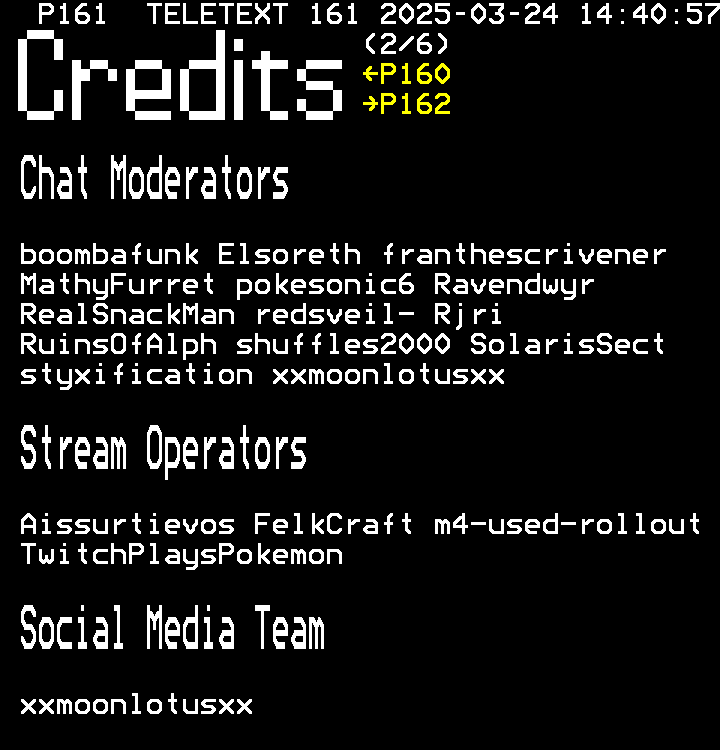 P161 TELETEXT 161 2025-03-24 14:40:57
Credits
(2/6)
←P160
→P162
Chat Moderators
boombafunk Elsoreth franthescrivener
MathyFurret pokesonic6 Ravendwyr
RealSnackMan redsveil- Rjri
RuinsOfAlph shuffles2000 SolarisSect
styxification xxmoonlotusxx
Stream Operators
Aissurtievos FelkCraft m4-used-rollout
TwitchPlaysPokemon
Social Media Team
xxmoonlotusxx